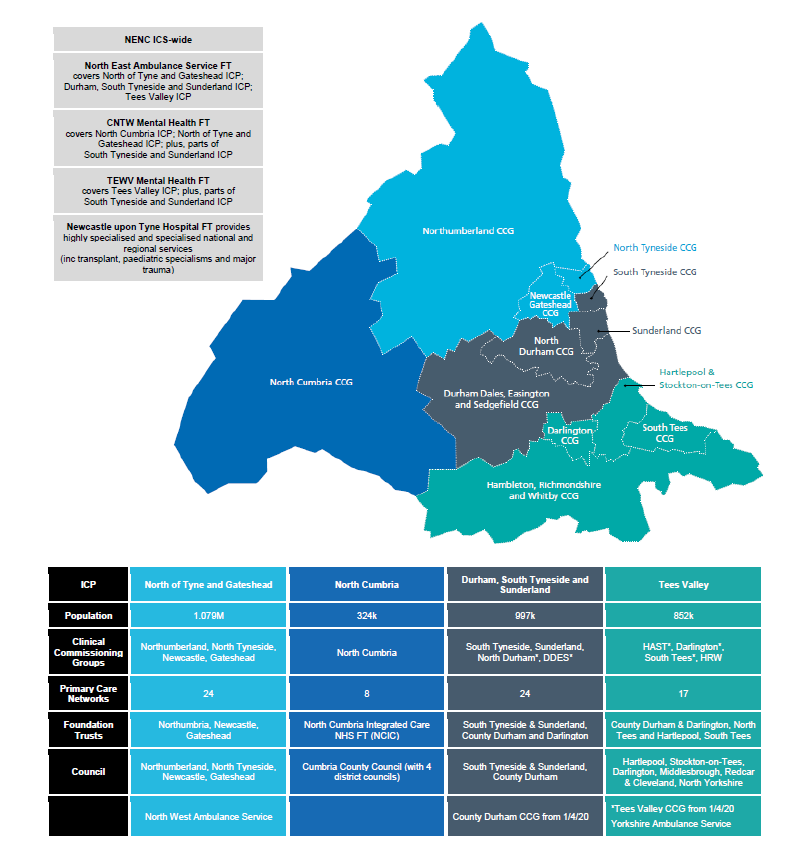 NENC ICS-wide
North East Ambulance Service FT
covers North of Tyne and Gateshead ICP;
Durham, South Tyneside and Sunderland ICP;
Tees Valley ICP
CNTW Mental Health FT
covers North Cumbria ICP; North of Tyne and
Gateshead ICP; plus, parts of
South Tyneside and Sunderland ICP
TEWV Mental Health FT
covers Tees Valley ICP; plus, parts of
South Tyneside and Sunderland ICP
Newcastle upon Tyne Hospital FT provides
highly specialised and specialised national and
regional services
(inc transplant, paediatric specialisms and major
trauma)
Northumberland CCG
North Tyneside CCG
South Tyneside CCG
Newcastle
Gateshead
CCG
Sunderland CCG
North
Durham CCG
Hartlepool &
Stockton-on-Tees CCG
North Cumbria CCG
Durham Dales, Easington
and Sedgefield CCG
Darlington
CCG
South Tees
CCG
Hambleton, Richmondshire
and Whitby CCG
ICP
North of Tyne and Gateshead
North Cumbria
Durham, South Tyneside and
Sunderland
Tees Valley
Population
1.079M
324k
997k
852k
Clinical
Commissioning
Groups
Northumberland, North Tyneside,
Newcastle, Gateshead
North Cumbria
South Tyneside, Sunderland,
North Durham*, DDES*
HAST*, Darlington*,
South Tees*, HRW
Primary Care
Networks
24
8
24
17
Foundation
Trusts
Northumbria, Newcastle,
Gateshead
North Cumbria Integrated Care
NHS FT (NCIC)
South Tyneside & Sunderland,
County Durham and Darlington
County Durham & Darlington, North
Tees and Hartlepool, South Tees
Council
Northumberland, North Tyneside,
Newcastle, Gateshead
Cumbria County Council (with 4
district councils)
South Tyneside & Sunderland,
County Durham
Hartlepool, Stockton-on-Tees,
Darlington, Middlesbrough, Redcar
& Cleveland, North Yorkshire
North West Ambulance Service
County Durham CCG from 1/4/20
*Tees Valley CCG from 1/4/20
Yorkshire Ambulance Service